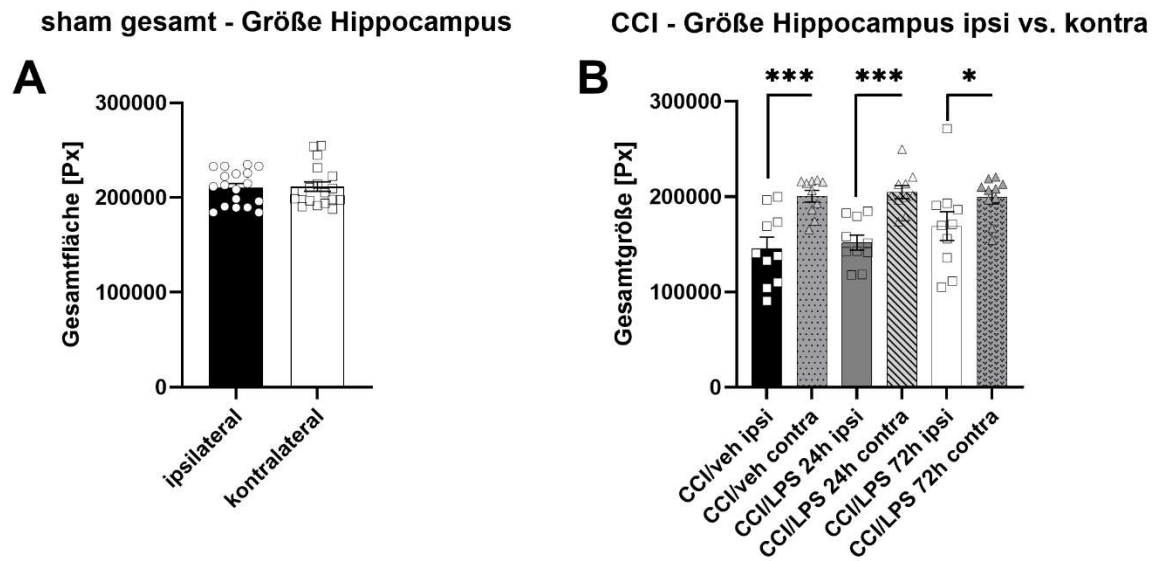 sham gesamt - Größe Hippocampus
A
Gesamtfläche [Px]
300000
200000
100000
0
ipsilateral
kontralateral
CCI - Größe Hippocampus ipsi vs. kontra
B
***
***
*
Gesamtgröße [Px]
300000
200000
100000
0
CCI/veh ipsi
CCI/veh contra
CCI/LPS 24h ipsi
CCI/LPS 24h contra
CCI/LPS 72h ipsi
CCI/LPS 72h contra